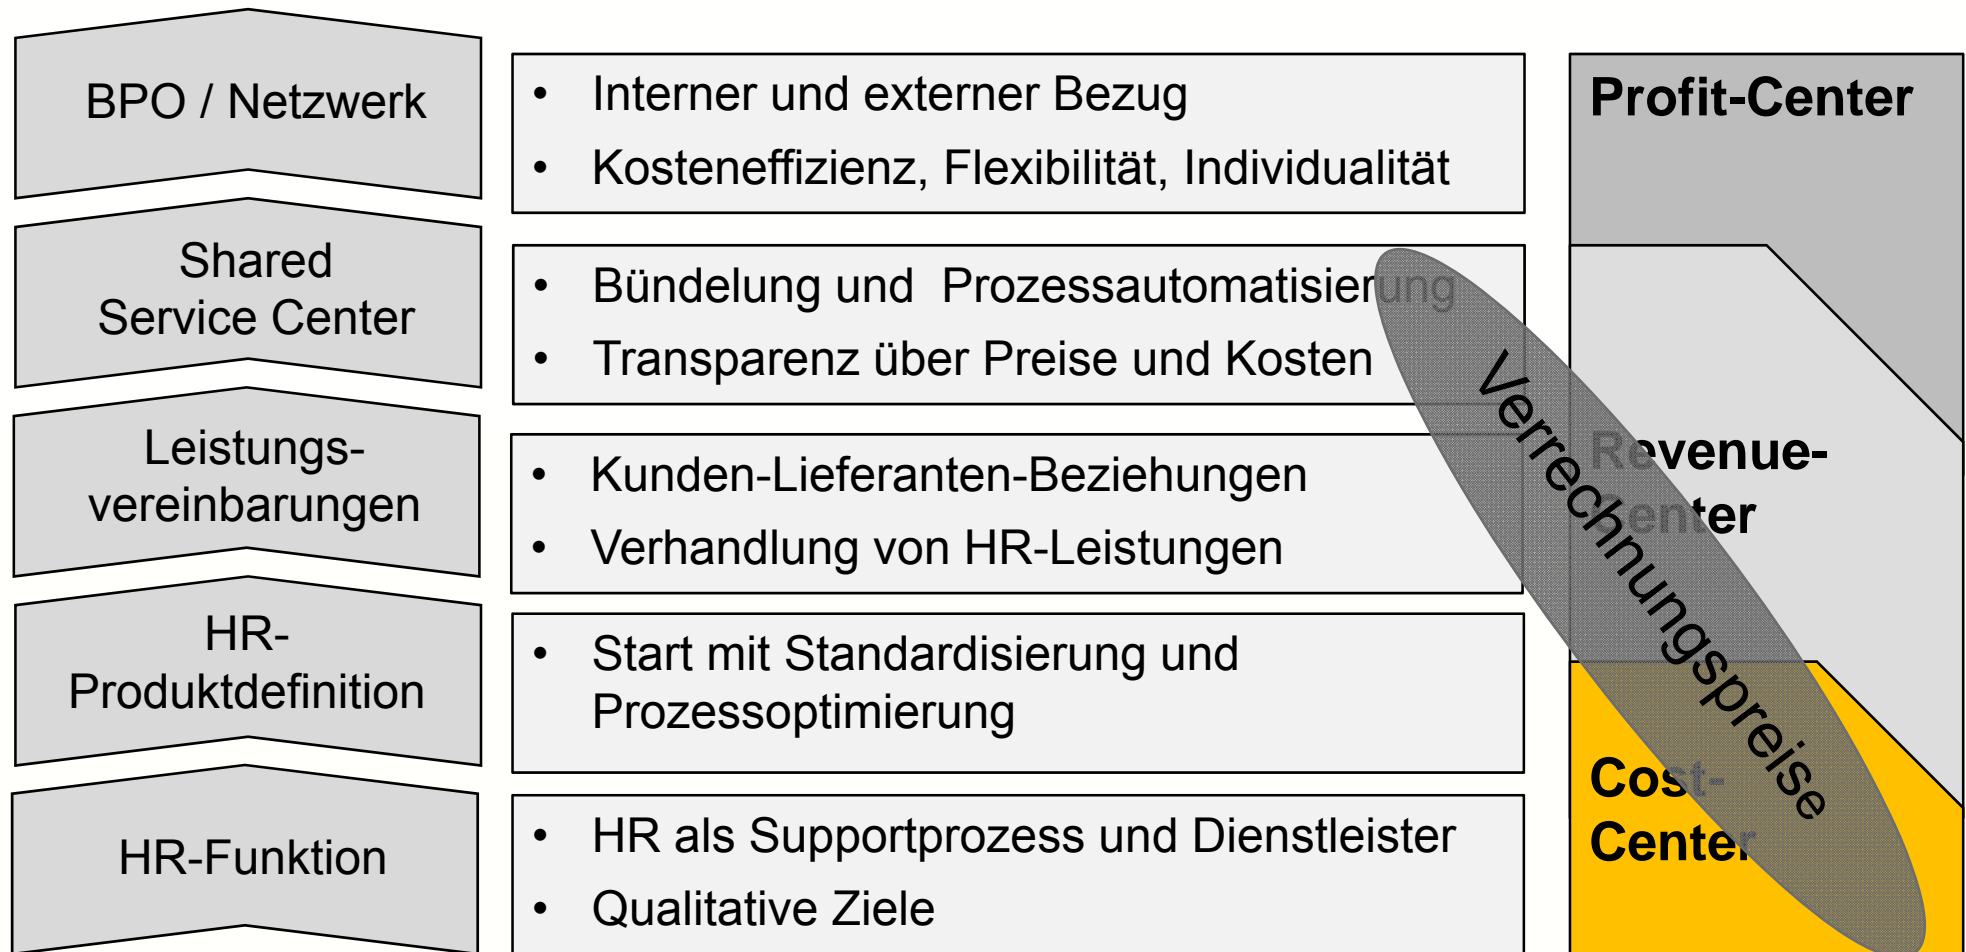 BPO / Netzwerk
• Interner und externer Bezug
• Kosteneffizienz, Flexibilität, Individualität
Profit-Center
Shared
Service Center
• Bündelung und Prozessautomatisierung
• Transparenz über Preise und Kosten
Leistungs-
vereinbarungen
• Kunden-Lieferanten-Beziehungen
• Verhandlung von HR-Leistungen
Verrechnungspreise
Revenue-
Center
HR-
Produktdefinition
• Start mit Standardisierung und
Prozessoptimierung
Cost-
Center
HR-Funktion
• HR als Supportprozess und Dienstleister
• Qualitative Ziele